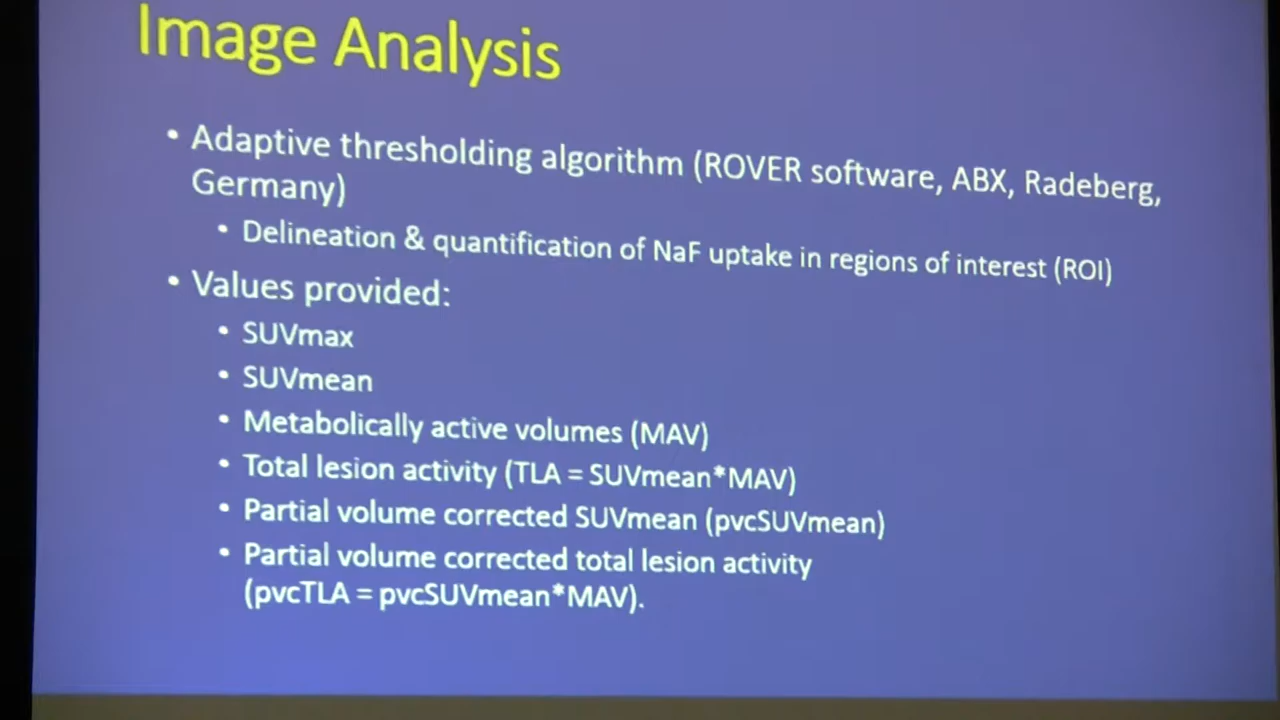 Image Analysis
• Adaptive thresholding algorithm (ROVER software, ABX, Radeberg,
Germany)
• Delineation & quantification of NaF uptake in regions of interest (ROI)
• Values provided:
• SUVmax
• SUVmean
• Metabolically active volumes (MAV)
• Total lesion activity (TLA = SUVmean*MAV)
• Partial volume corrected SUVmean (pvcSUVmean)
• Partial volume corrected total lesion activity
(pvcTLA = pvcSUVmean*MAV).